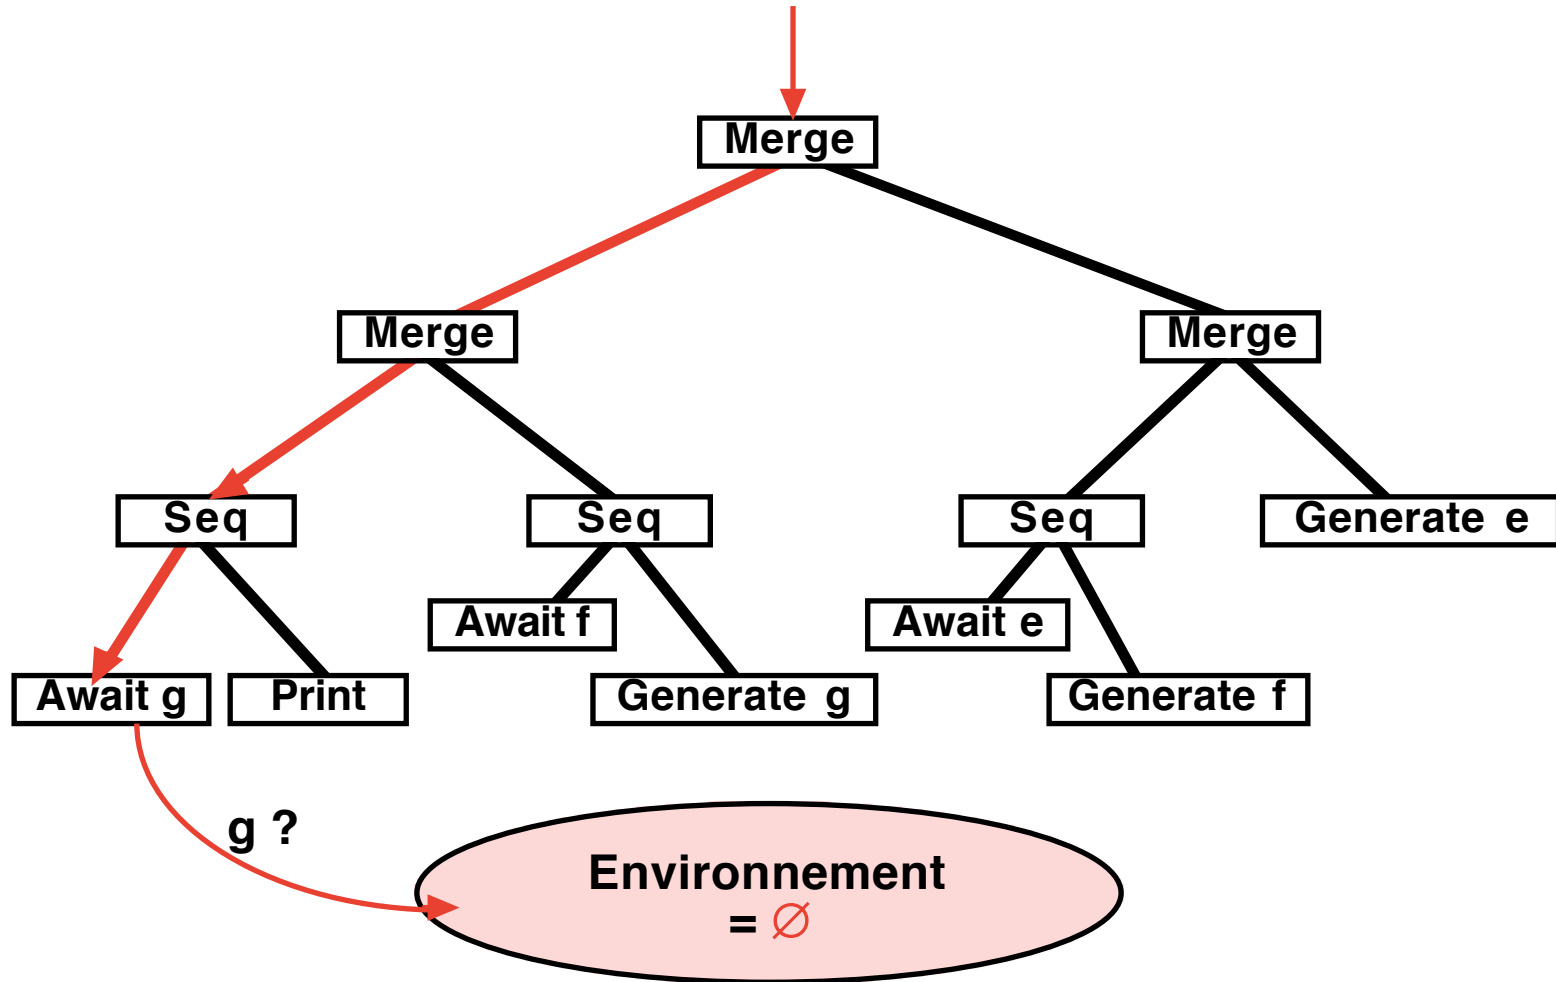 Merge
Merge
Merge
Seq
Seq
Seq
Generate e
Await f
Await e
Await g
Print
Generate g
Generate f
g ?
Environnement
= ∅